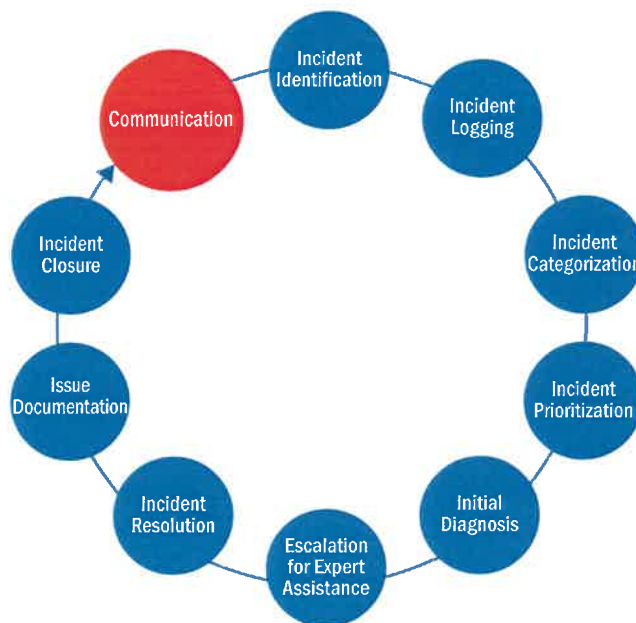 Communication
Incident
Identification
Incident
Logging
Incident
Categorization
Incident
Prioritization
Initial
Diagnosis
Escalation
for Expert
Assistance
Incident
Resolution
Issue
Documentation
Incident
Closure